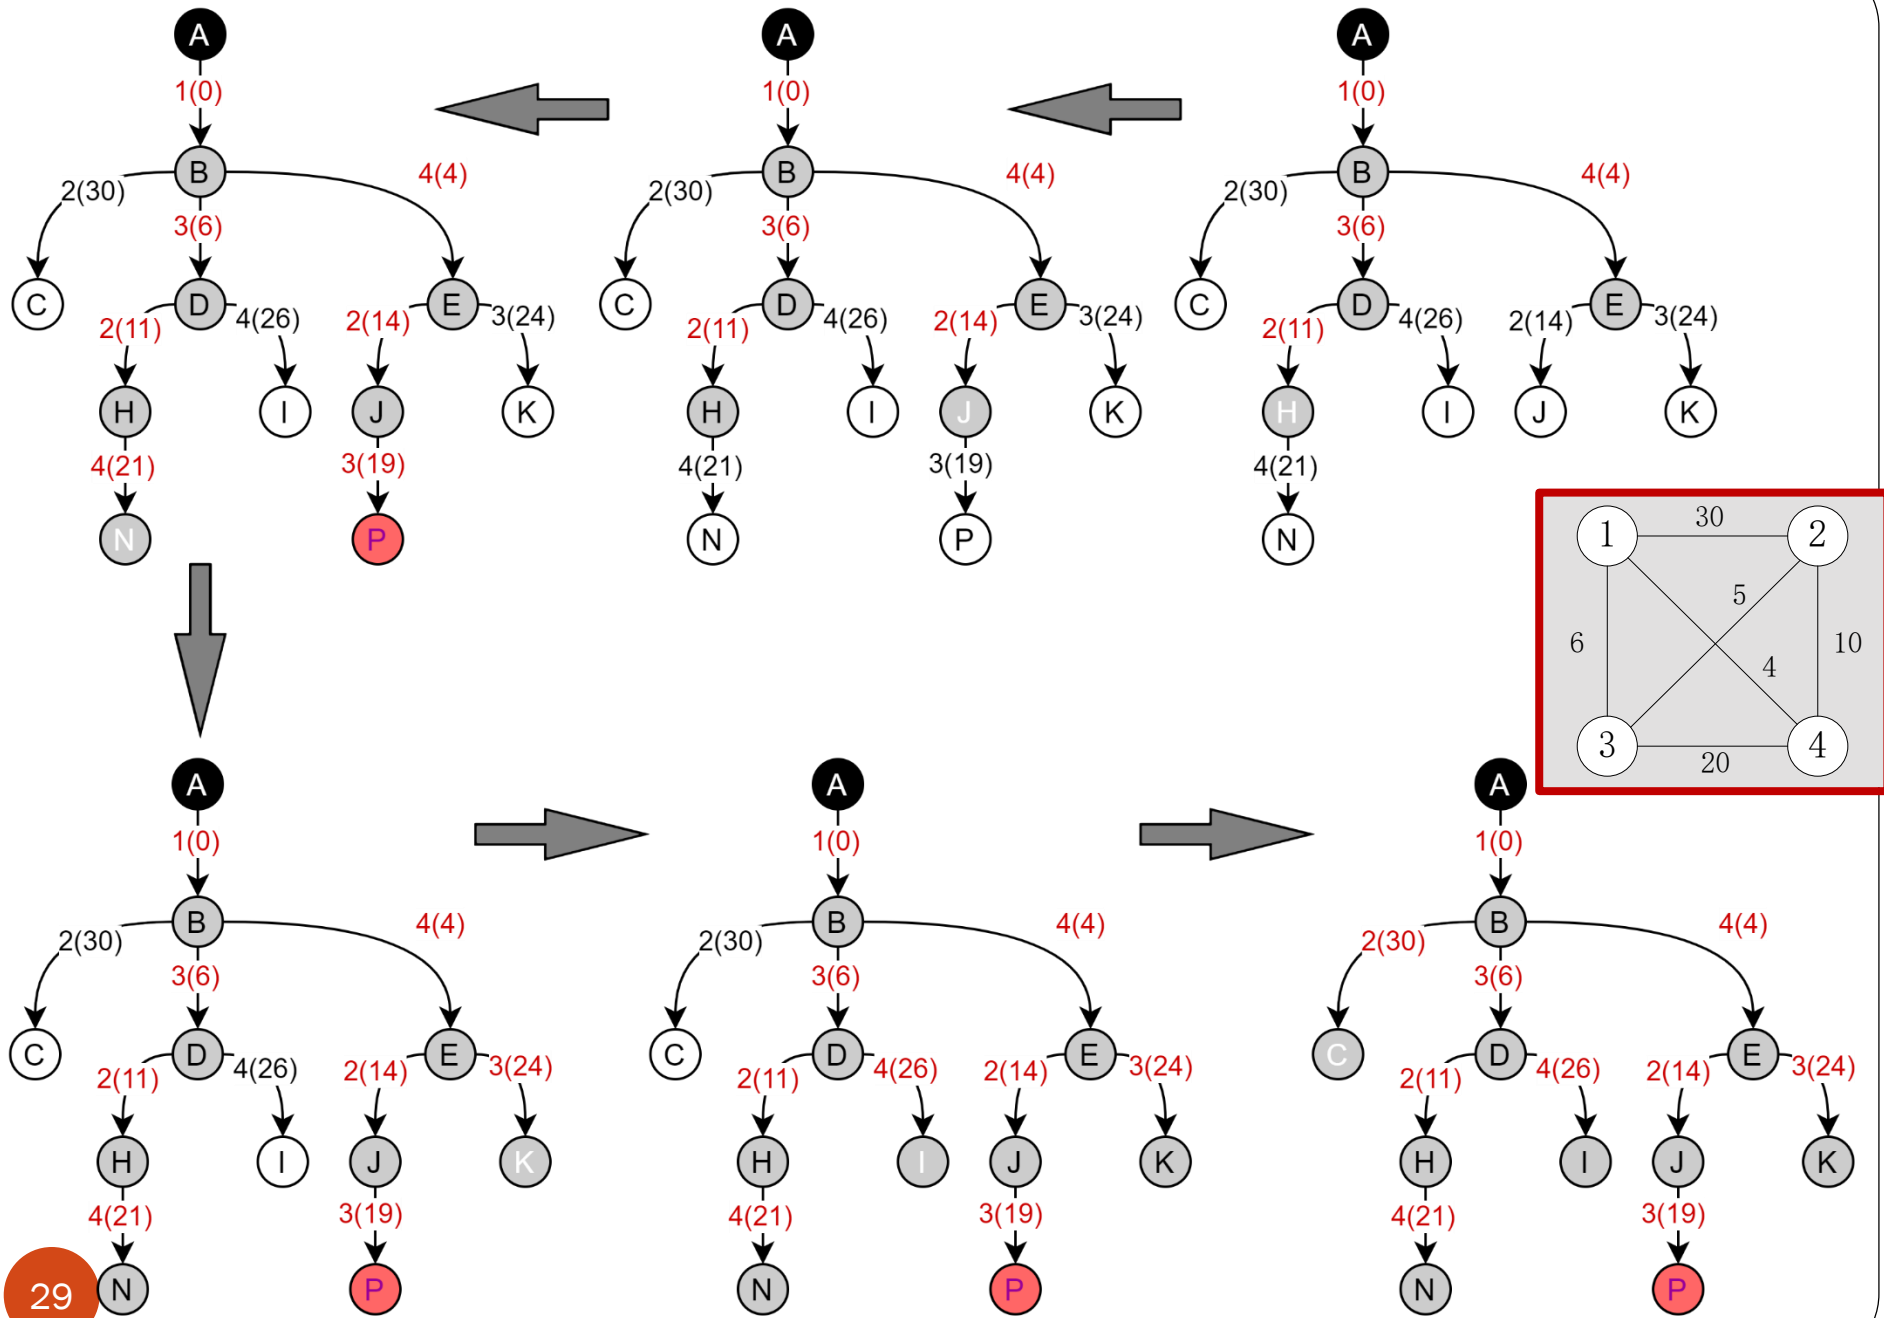 A A A
1(0) 1(0) 1(0)
B 4(4) B 4(4) B 4(4)
2(30) 2(30) 2(30)
3(6) 3(6) 3(6)
C D E C D E C D E
2(11) 4(26) 2(14) 3(24) 2(11) 4(26) 2(14) 3(24) 2(11) 4(26) 2(14) 3(24)
H I J K H I J K H I J K
4(21) 3(19) 4(21) 3(19) 4(21)
N P N P N
1 30 2
5
6 10
4
3 20 4
A A A
1(0) 1(0) 1(0)
B 4(4) B 4(4) B 4(4)
2(30) 2(30) 2(30)
3(6) 3(6) 3(6)
C D E C D E C D E
2(11) 4(26) 2(14) 3(24) 2(11) 4(26) 2(14) 3(24) 2(11) 4(26) 2(14) 3(24)
H I J K H I J K H I J K
4(21) 3(19) 4(21) 3(19) 4(21) 3(19)
29 N P N P N P